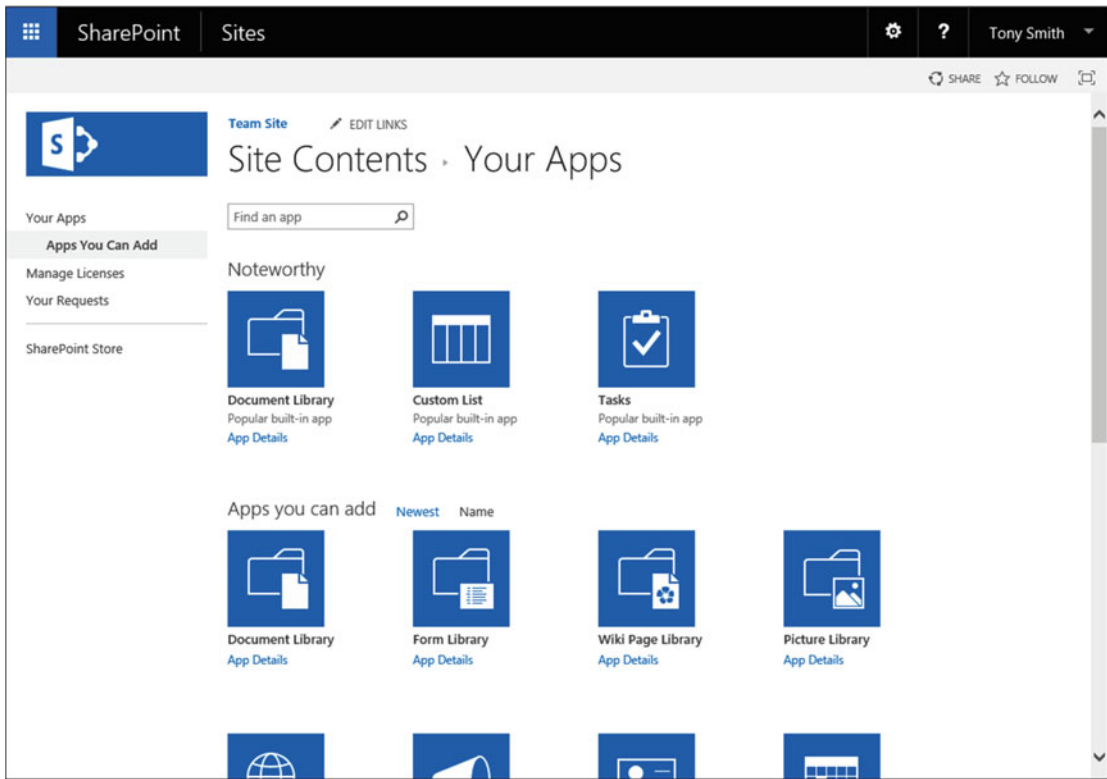 SharePoint Sites ? Tony Smith
SHARE FOLLOW
S
Team Site EDIT LINKS
Site Contents Your Apps
Your Apps
Apps You Can Add
Manage Licenses
Your Requests
SharePoint Store
Find an app
Noteworthy
Document Library Custom List Tasks
Popular built-in app Popular built-in app Popular built-in app
App Details App Details App Details
Apps you can add Newest Name
Document Library Form Library Wiki Page Library Picture Library
App Details App Details App Details App Details